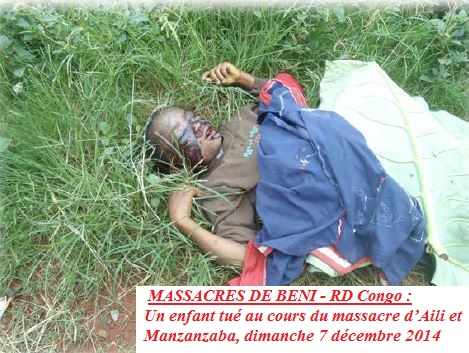 MASSACRES DE BENI - RD Congo :
Un enfant tué au cours du massacre d’Aili et
Manzanzaba, dimanche 7 décembre 2014